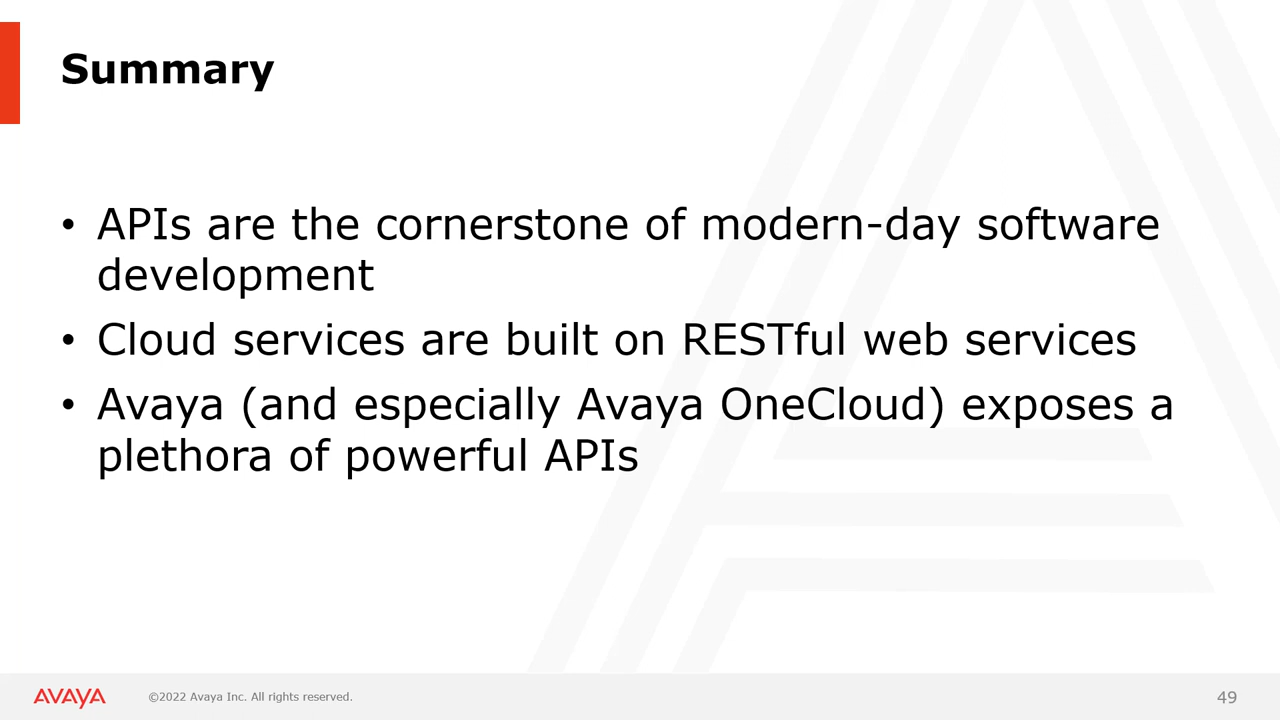 Summary
• APIs are the cornerstone of modern-day software
development
• Cloud services are built on RESTful web services
• Avaya (and especially Avaya OneCloud) exposes a
plethora of powerful APIs
AVAYA ©2022 Avaya Inc. All rights reserved. 49